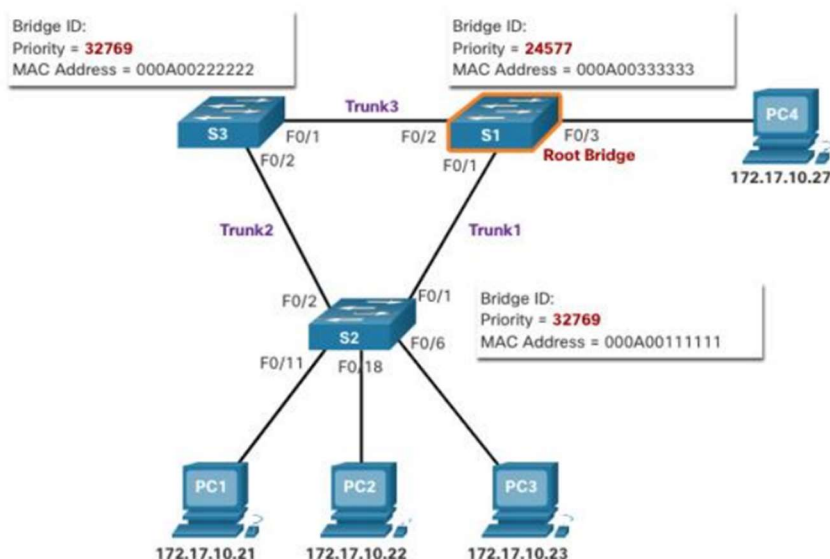 Bridge ID:
Priority = 32769
MAC Address = 000A00222222
Bridge ID:
Priority = 24577
MAC Address = 000A00333333
Trunk3
S3
F0/1
F0/2
S1
F0/3
PC4
F0/2
F0/1
Root Bridge
172.17.10.27
Trunk2
Trunk1
F0/2
F0/1
S2
F0/6
Bridge ID:
Priority = 32769
MAC Address = 000A00111111
F0/11
F0/18
PC1
PC2
PC3
172.17.10.21
172.17.10.22
172.17.10.23